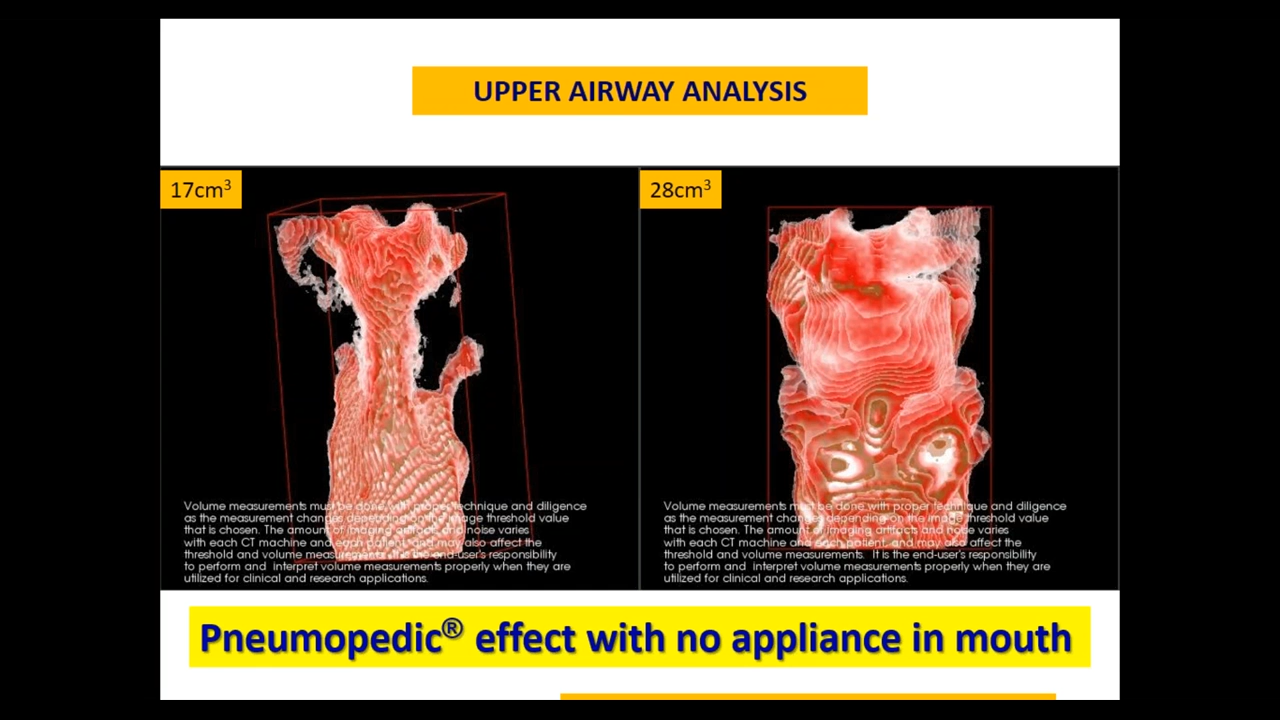 UPPER AIRWAY ANALYSIS
17cm³
28cm³
Volume measurements must be done with proper technique and diligence
as the measurement changes depending on the image threshold value
that is chosen. The amount of imaging artifacts and noise varies
with each CT machine and each patient, and may also affect the
threshold and volume measurements. It is the end-user's responsibility
to perform and interpret volume measurements properly when they are
utilized for clinical and research applications.
Volume measurements must be done with proper technique and diligence
as the measurement changes depending on the image threshold value
that is chosen. The amount of imaging artifacts and noise varies
with each CT machine and each patient, and may also affect the
threshold and volume measurements. It is the end-user's responsibility
to perform and interpret volume measurements properly when they are
utilized for clinical and research applications.
Pneumopedic® effect with no appliance in mouth